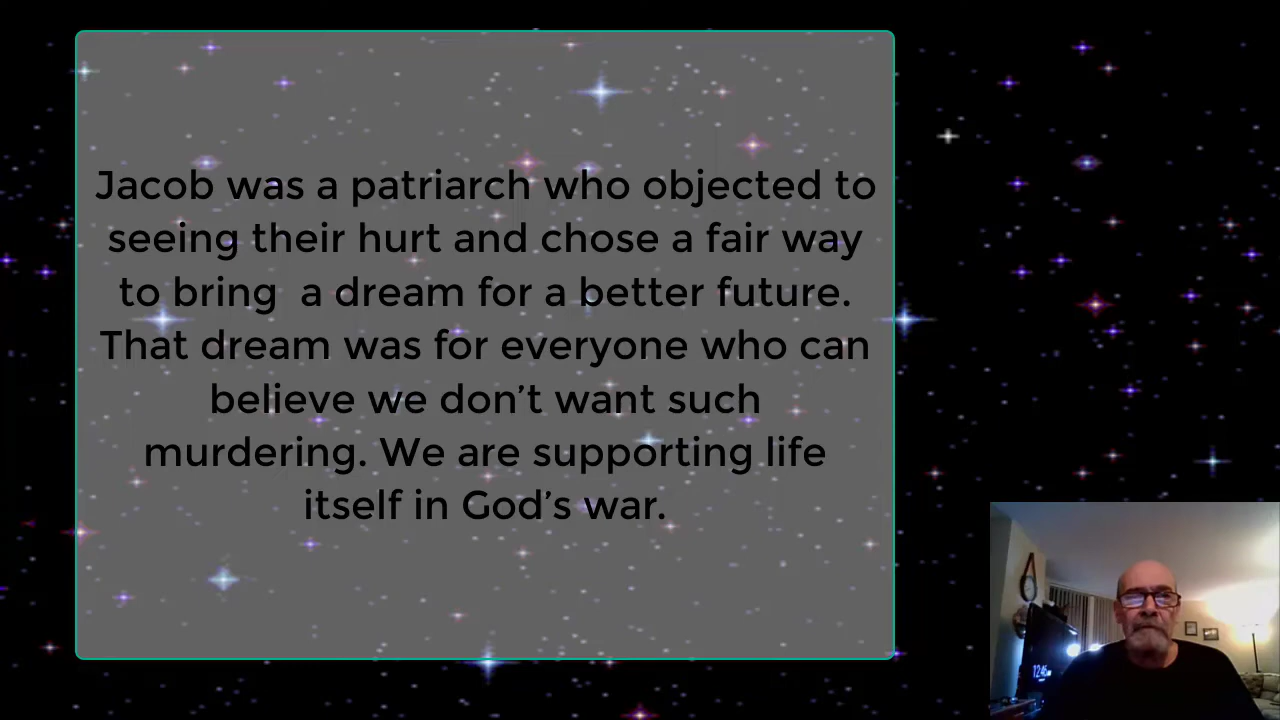 Jacob was a patriarch who objected to
seeing their hurt and chose a fair way
to bring  a dream for a better future.
That dream was for everyone who can
believe we don’t want such
murdering. We are supporting life
itself in God’s war.